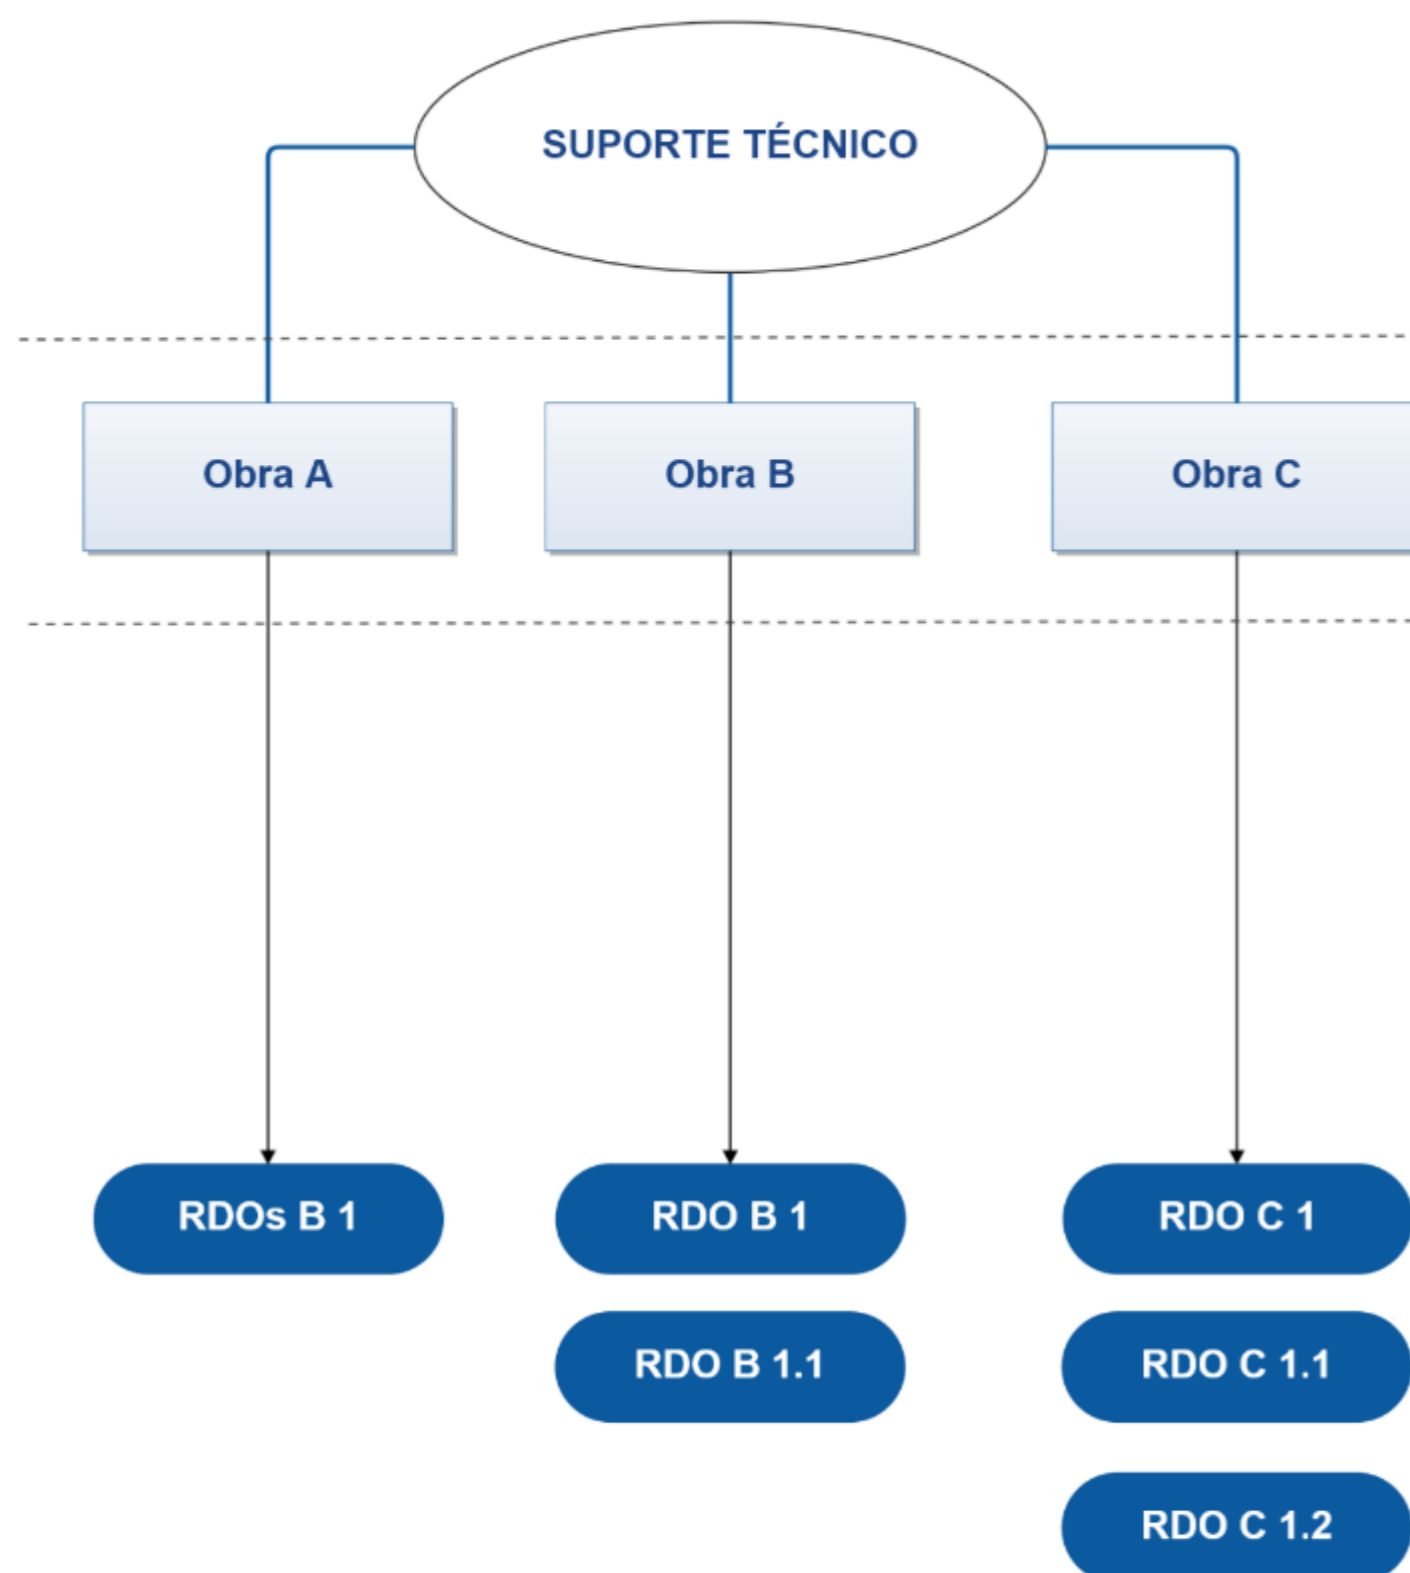 SUPORTE TÉCNICO
Obra A
Obra B
Obra C
RDOs B 1
RDO B 1
RDO C 1
RDO B 1.1
RDO C 1.1
RDO C 1.2